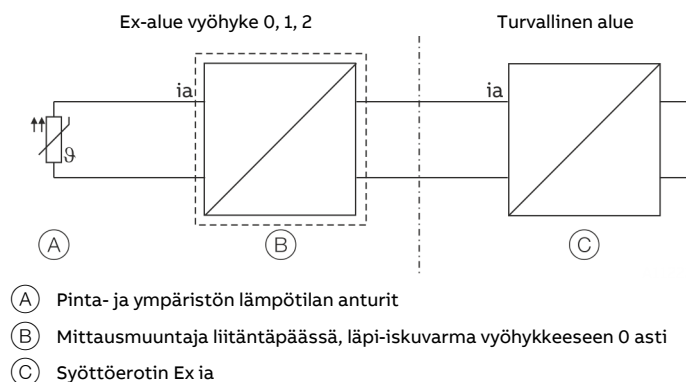 Ex-alue vyöhyke 0, 1, 2
Turvallinen alue
ia
ia
ϑ
A
B
C
A Pinta- ja ympäristön lämpötilan anturit
B Mittausmuuntaja liitäntäpäässä, läpi-iskuvarma vyöhykkeeseen 0 asti
C Syöttöerotin Ex ia